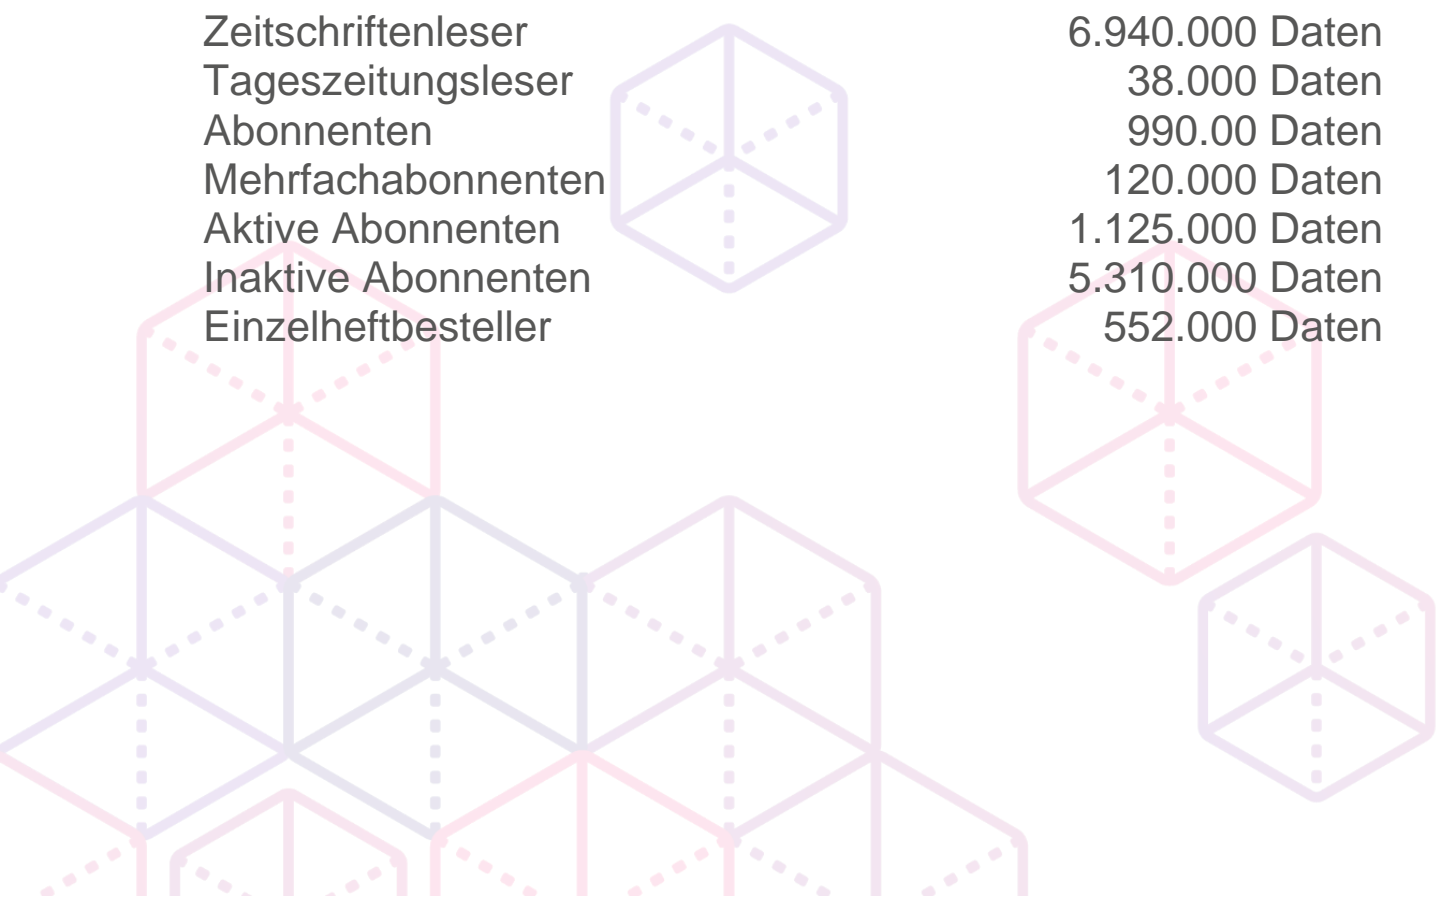 Zeitschriftenleser 6.940.000 Daten
Tageszeitungsleser 38.000 Daten
Abonnenten 990.00 Daten
Mehrfachabonnenten 120.000 Daten
Aktive Abonnenten 1.125.000 Daten
Inaktive Abonnenten 5.310.000 Daten
Einzelheftbesteller 552.000 Daten